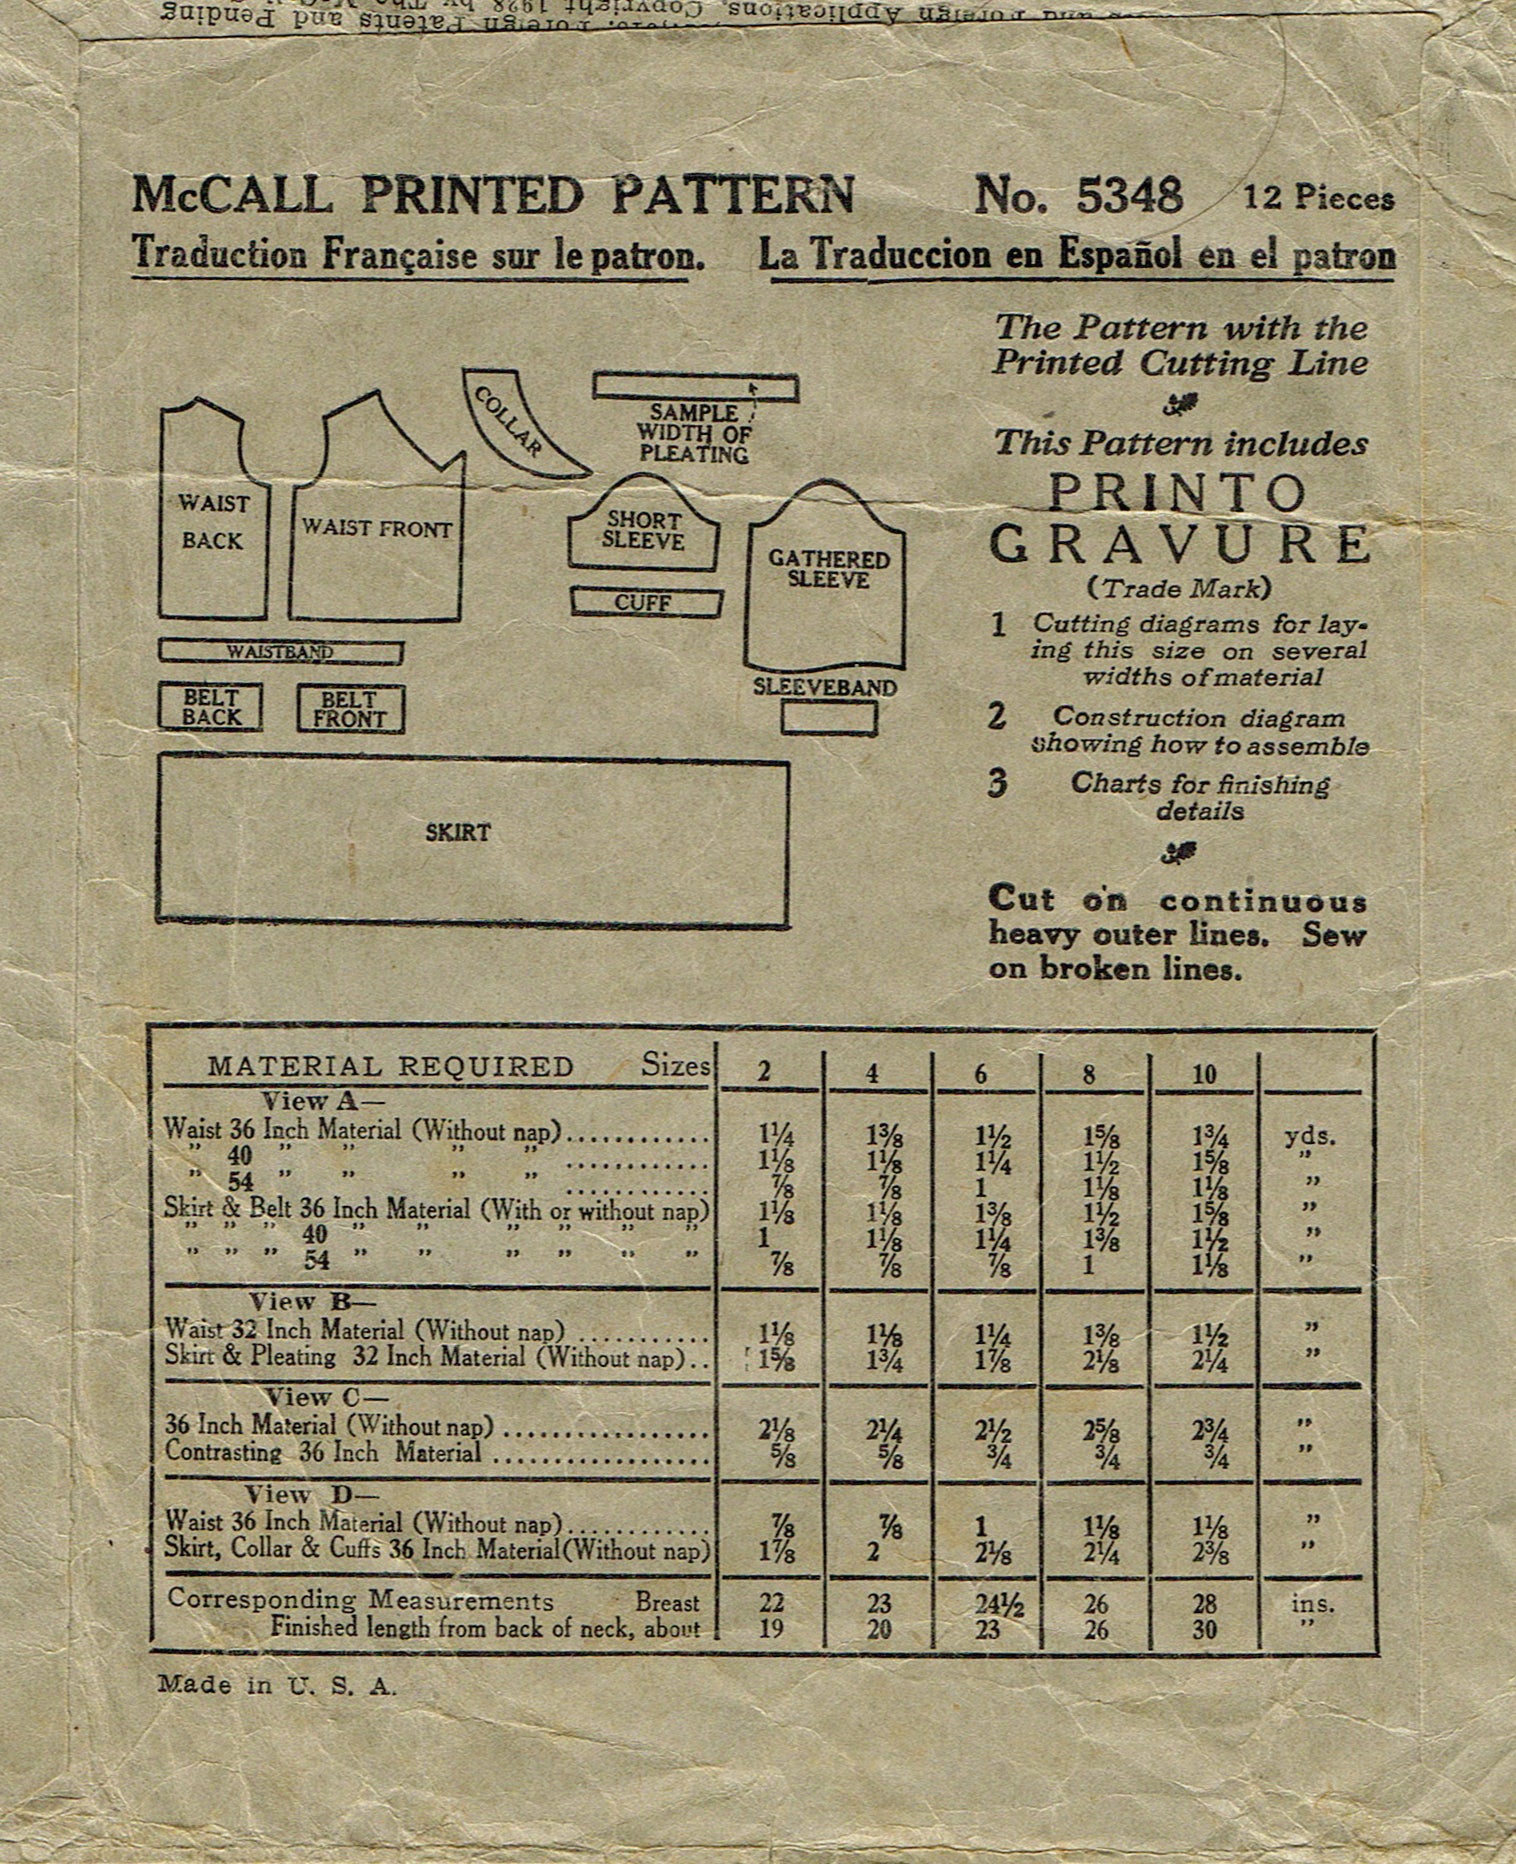 and Foreign Applications, Copyright 1928 by The
Foreign Patents and Pending
McCALL PRINTED PATTERN No. 5348 12 Pieces
Traduction Française sur le patron. La Traduccion en Español en el patron
The Pattern with the
Printed Cutting Line
This Pattern includes
PRINTO
GRAVURE
(Trade Mark)
1 Cutting diagrams for lay-
ing this size on several
widths of material
2 Construction diagram
showing how to assemble
3 Charts for finishing
details
Cut on continuous
heavy outer lines. Sew
on broken lines.
COLLAR
SAMPLE
WIDTH OF
PLEATING
WAIST
BACK
WAIST FRONT
SHORT
SLEEVE
GATHERED
SLEEVE
CUFF
WAISTBAND
SLEEVEBAND
BELT
BACK
BELT
FRONT
SKIRT
MATERIAL REQUIRED Sizes 2 4 6 8 10
View A—
Waist 36 Inch Material (Without nap)............ 1¼ 1⅜ 1½ 1⅝ 1¾ yds.
" 40 " " " " ............ 1⅛ 1⅛ 1¼ 1½ 1⅝ "
" 54 " " " " ............ ⅞ ⅞ 1 1⅛ 1⅛ "
Skirt & Belt 36 Inch Material (With or without nap) 1⅛ 1⅛ 1⅜ 1½ 1⅝ "
" " " 40 " " " " " " 1 1⅛ 1¼ 1⅜ 1½ "
" " " 54 " " " " " " ⅞ ⅞ ⅞ 1 1⅛ "
View B—
Waist 32 Inch Material (Without nap) ........... 1⅛ 1⅛ 1¼ 1⅜ 1½ "
Skirt & Pleating 32 Inch Material (Without nap).. 1⅝ 1¾ 1⅞ 2⅛ 2¼ "
View C—
36 Inch Material (Without nap) ................. 2⅛ 2¼ 2½ 2⅝ 2¾ "
Contrasting 36 Inch Material .................. ⅝ ⅝ ¾ ¾ ¾ "
View D—
Waist 36 Inch Material (Without nap)............ ⅞ ⅞ 1 1⅛ 1⅛ "
Skirt, Collar & Cuffs 36 Inch Material(Without nap) 1⅞ 2 2⅛ 2¼ 2⅜ "
Corresponding Measurements Breast 22 23 24½ 26 28 ins.
Finished length from back of neck, about 19 20 23 26 30 "
Made in U. S. A.